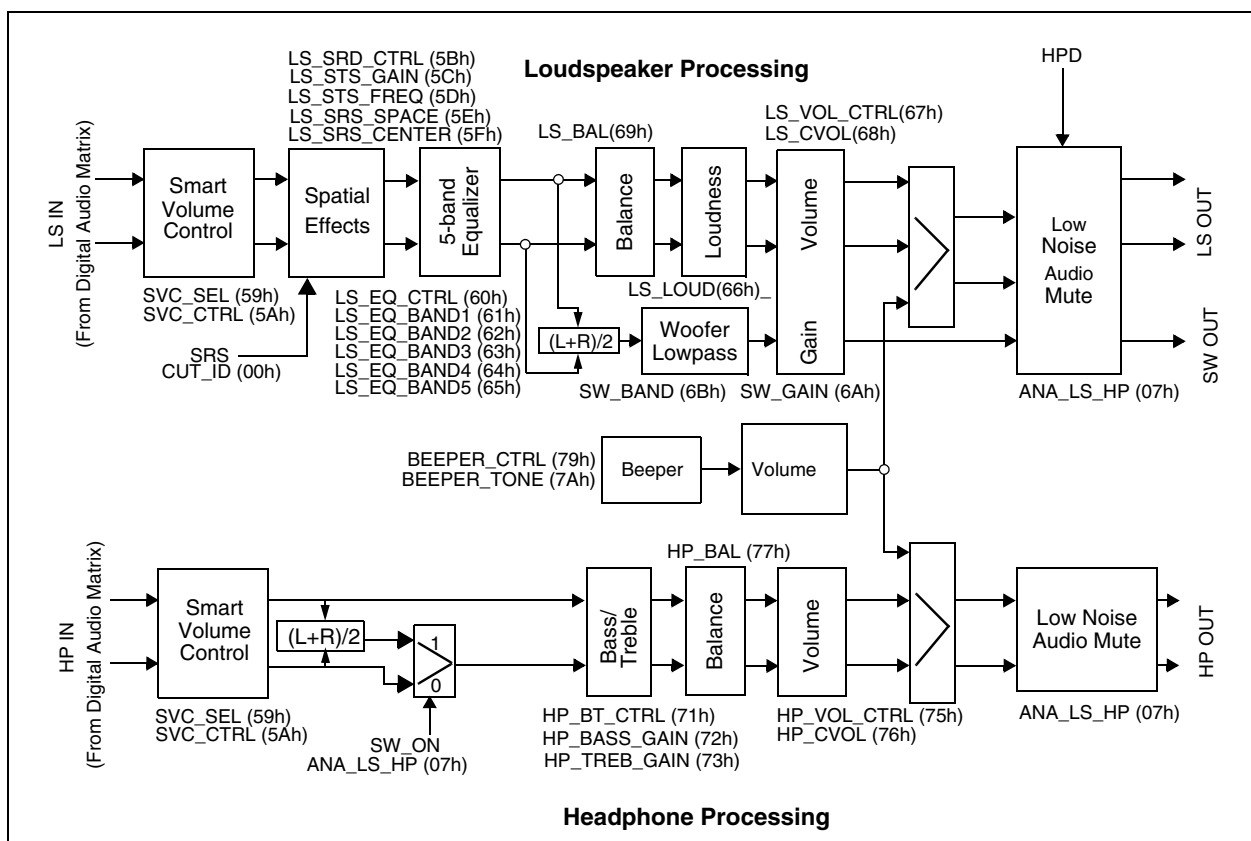 Loudspeaker Processing
LS_SRD_CTRL (5Bh)
LS_STS_GAIN (5Ch)
LS_STS_FREQ (5Dh)
LS_SRS_SPACE (5Eh)
LS_SRS_CENTER (5Fh)
HPD
LS_BAL (69h)
LS_VOL_CTRL(67h)
LS_CVOL (68h)
LS IN
(From Digital Audio Matrix)
Smart
Volume
Control
Spatial
Effects
5-band
Equalizer
Balance
Loudness
Volume
Gain
Low
Noise
Audio
Mute
LS OUT
SW OUT
SVC_SEL (59h)
SVC_CTRL (5Ah)
SRS
CUT_ID (00h)
LS_EQ_CTRL (60h)
LS_EQ_BAND1 (61h)
LS_EQ_BAND2 (62h)
LS_EQ_BAND3 (63h)
LS_EQ_BAND4 (64h)
LS_EQ_BAND5 (65h)
LS_LOUD(66h)_
(L+R)/2
Woofer
Lowpass
SW_BAND (6Bh)
SW_GAIN (6Ah)
ANA_LS_HP (07h)
BEEPER_CTRL (79h)
BEEPER_TONE (7Ah)
Beeper
Volume
HP IN
(From Digital Audio Matrix)
Smart
Volume
Control
(L+R)/2
1
0
Bass/
Treble
HP_BAL (77h)
Balance
Volume
Low Noise
Audio Mute
HP OUT
SVC_SEL (59h)
SVC_CTRL (5Ah)
SW_ON
ANA_LS_HP (07h)
HP_BT_CTRL (71h)
HP_BASS_GAIN (72h)
HP_TREB_GAIN (73h)
HP_VOL_CTRL (75h)
HP_CVOL (76h)
ANA_LS_HP (07h)
Headphone Processing